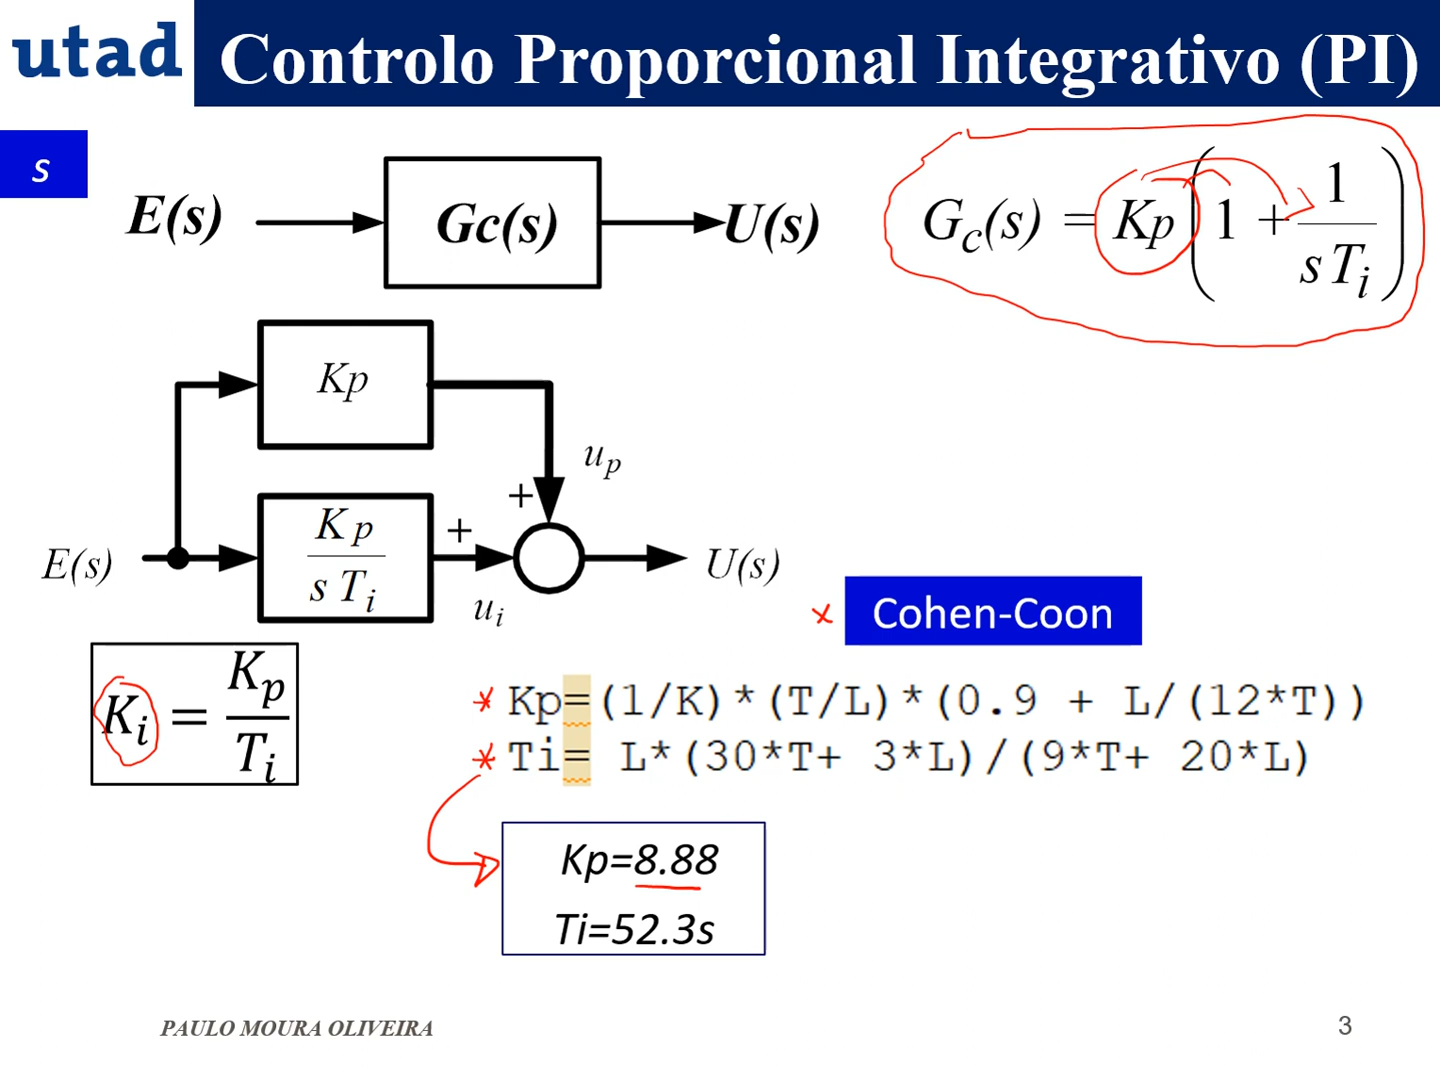 utad
Controlo Proporcional Integrativo (PI)
s
E(s)
Gc(s)
U(s)
G_c(s) = Kp(1 + 1/(s T_i))
Kp
u_p
+
E(s)
K p / (s T_i)
+
u_i
U(s)
x Cohen-Coon
K_i = K_p / T_i
* Kp=(1/K)*(T/L)*(0.9 + L/(12*T))
* Ti= L*(30*T+ 3*L)/(9*T+ 20*L)
Kp=8.88
Ti=52.3s
PAULO MOURA OLIVEIRA
3